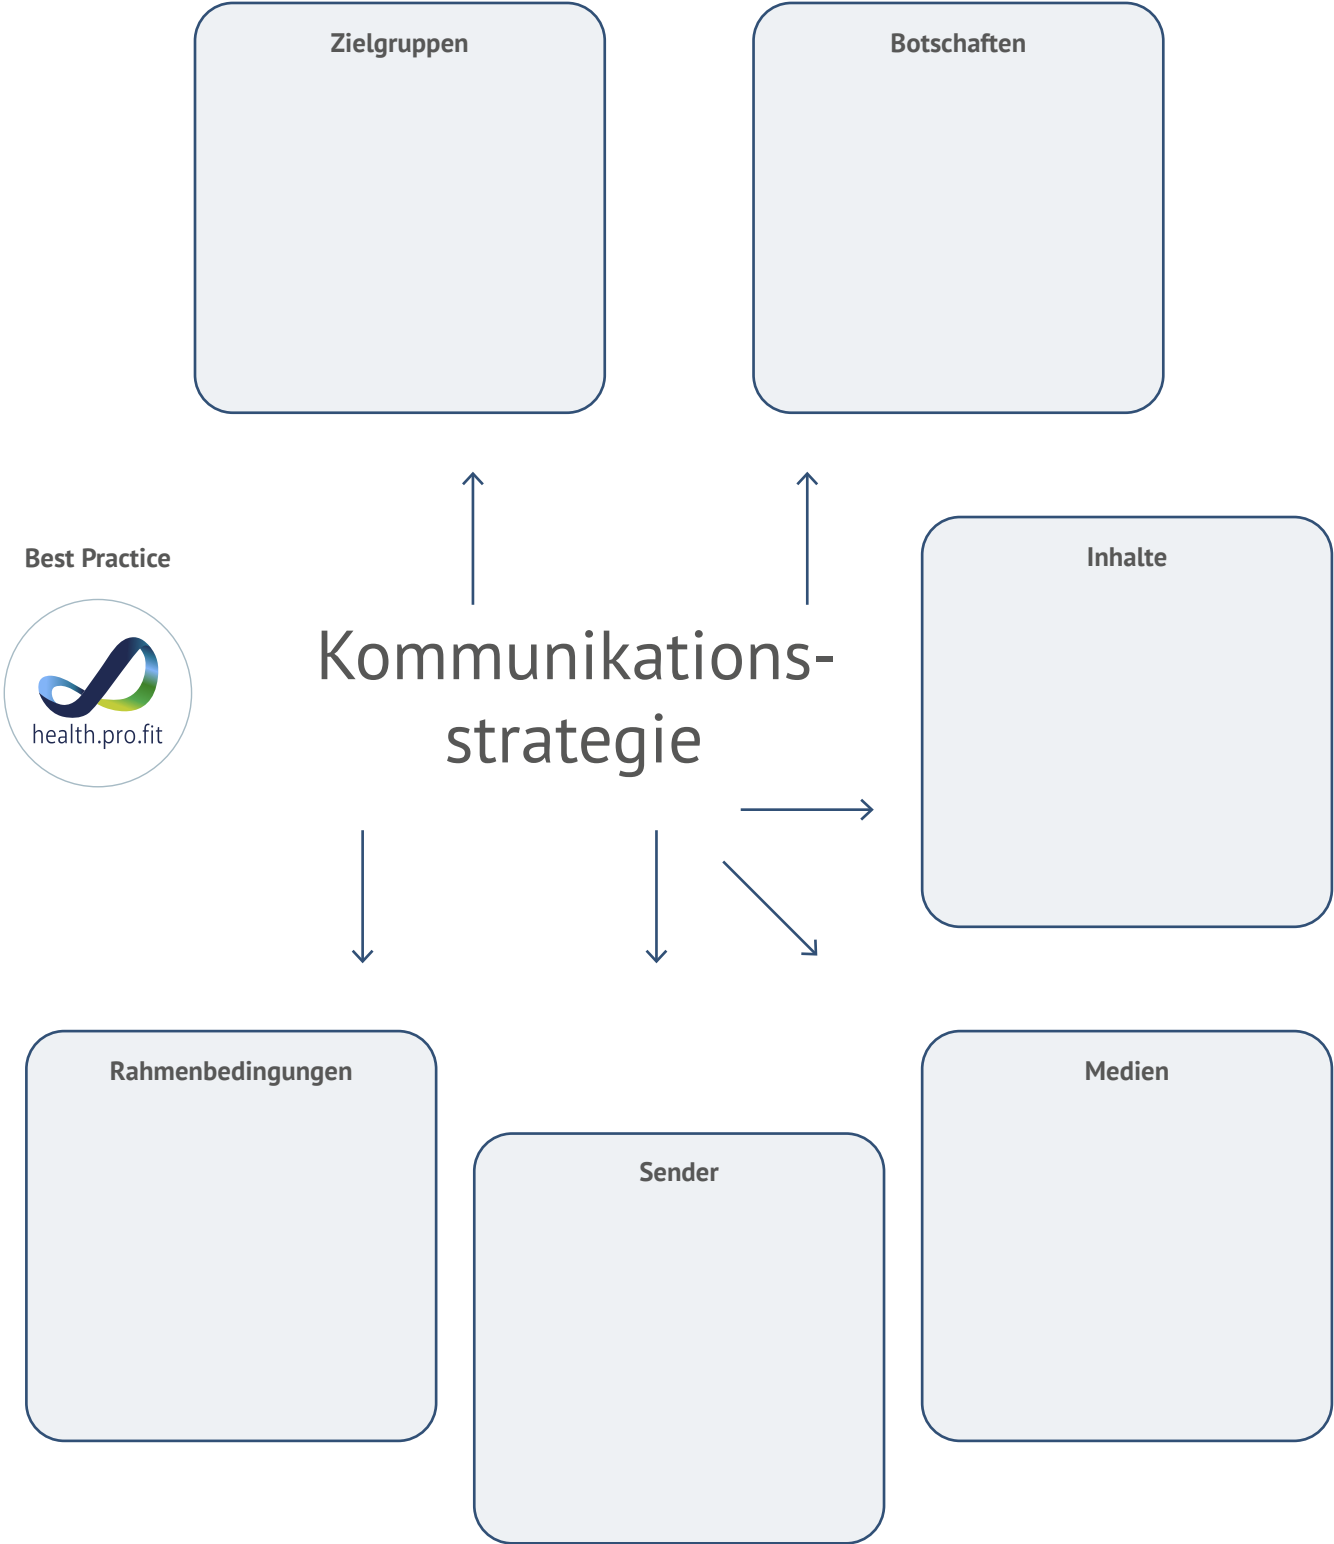 Zielgruppen
Botschaften
Best Practice
health.pro.fit
Kommunikations-
strategie
Inhalte
Rahmenbedingungen
Sender
Medien